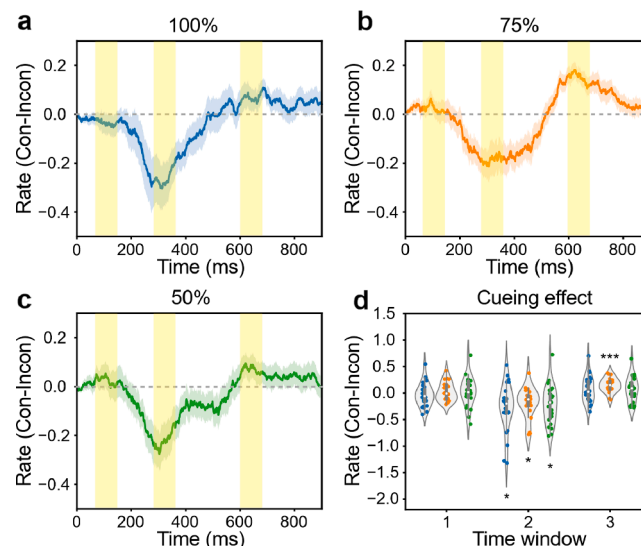 a
100%
Rate (Con-Incon)
0.2
0.0
−0.2
−0.4
0 200 400 600 800
Time (ms)
b
75%
Rate (Con-Incon)
0.2
0.0
−0.2
−0.4
0 200 400 600 800
Time (ms)
c
50%
Rate (Con-Incon)
0.2
0.0
−0.2
−0.4
0 200 400 600 800
Time (ms)
d
Cueing effect
Rate (Con-Incon)
1.5
1.0
0.5
0.0
−0.5
−1.0
−1.5
−2.0
***
*
*
*
1 2 3
Time window